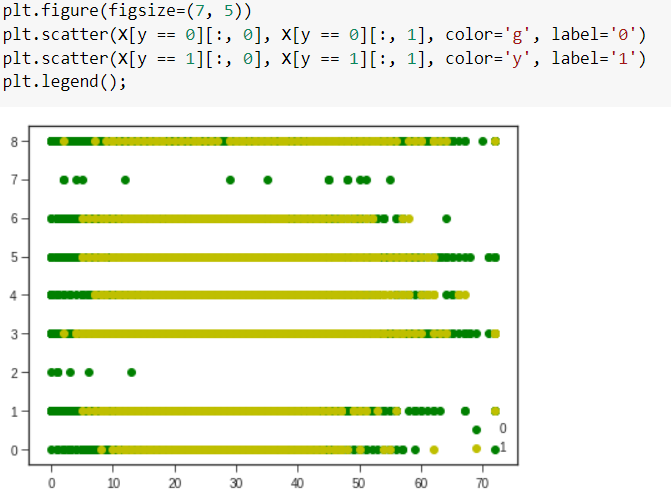 plt.figure(figsize=(7, 5))
plt.scatter(X[y == 0][:, 0], X[y == 0][:, 1], color='g', label='0')
plt.scatter(X[y == 1][:, 0], X[y == 1][:, 1], color='y', label='1')
plt.legend();
8
7
6
5
4
3
2
1
0
0
1
0 10 20 30 40 50 60 70